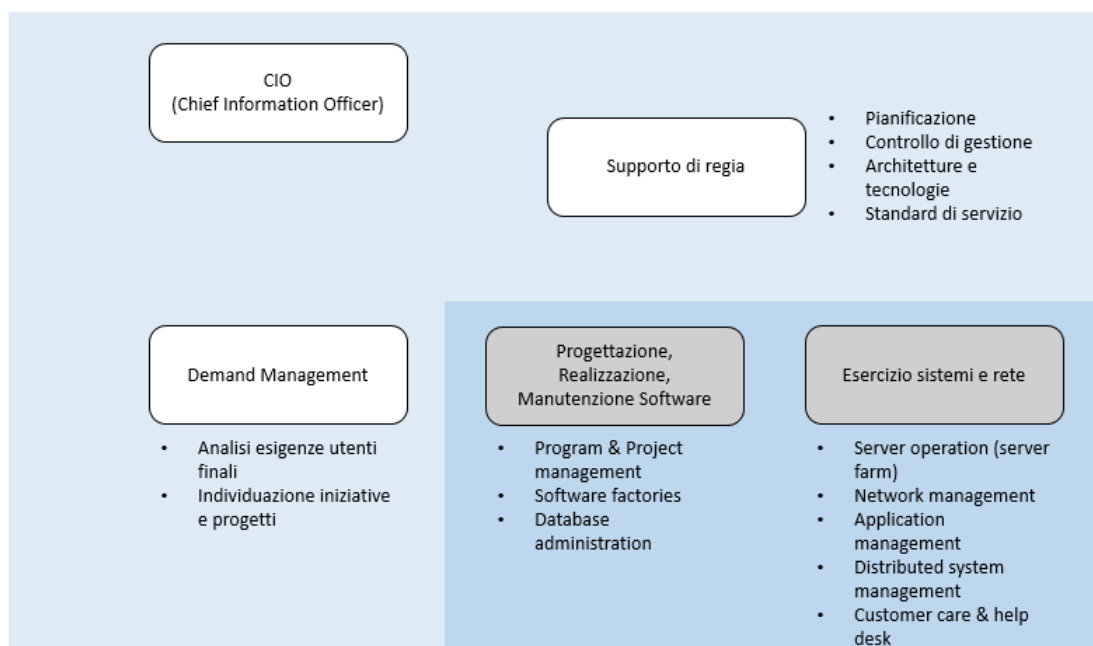 CIO
(Chief Information Officer)
Supporto di regia
• Pianificazione
• Controllo di gestione
• Architetture e
tecnologie
• Standard di servizio
Demand Management
• Analisi esigenze utenti
finali
• Individuazione iniziative
e progetti
Progettazione,
Realizzazione,
Manutenzione Software
• Program & Project
management
• Software factories
• Database
administration
Esercizio sistemi e rete
• Server operation (server
farm)
• Network management
• Application
management
• Distributed system
management
• Customer care & help
desk